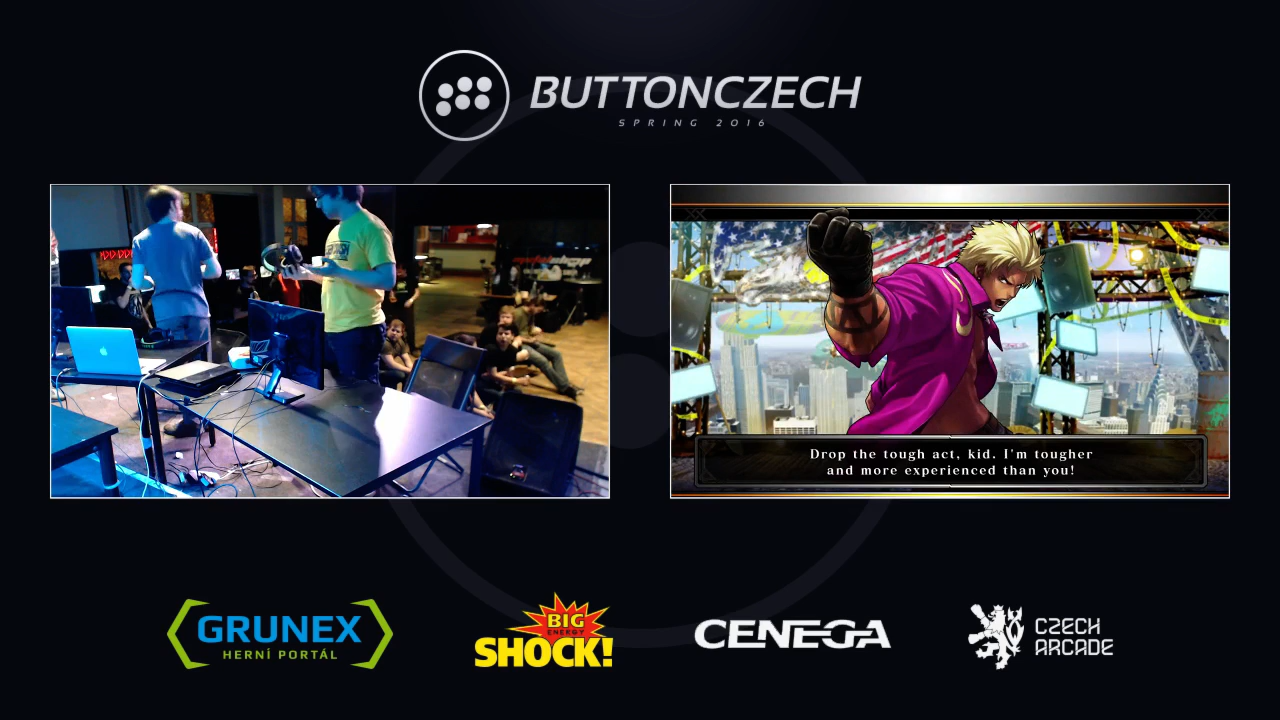 BUTTONCZECH
SPRING 2016
Drop the tough act, kid. I'm tougher
and more experienced than you!
GRUNEX
HERNÍ PORTÁL
BIG
ENERGY
SHOCK!
CENEGA
CZECH
ARCADE